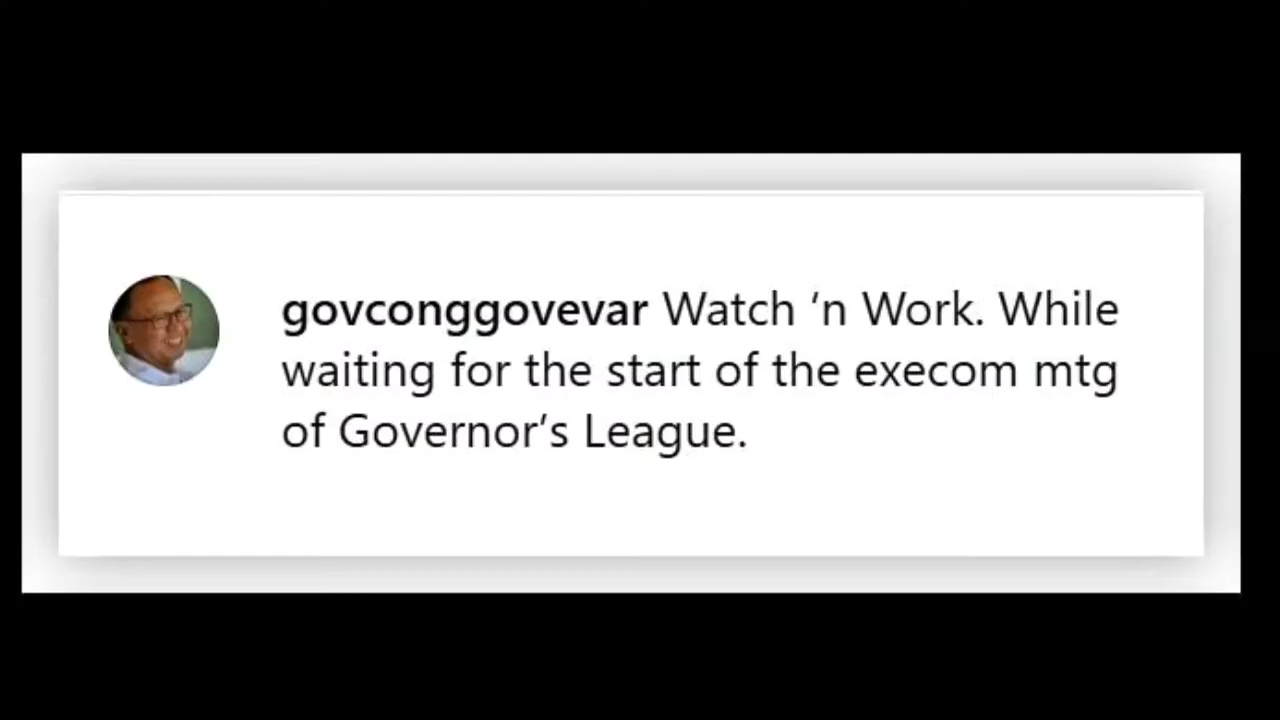 govconggovevar Watch ‘n Work. While
waiting for the start of the execom mtg
of Governor’s League.